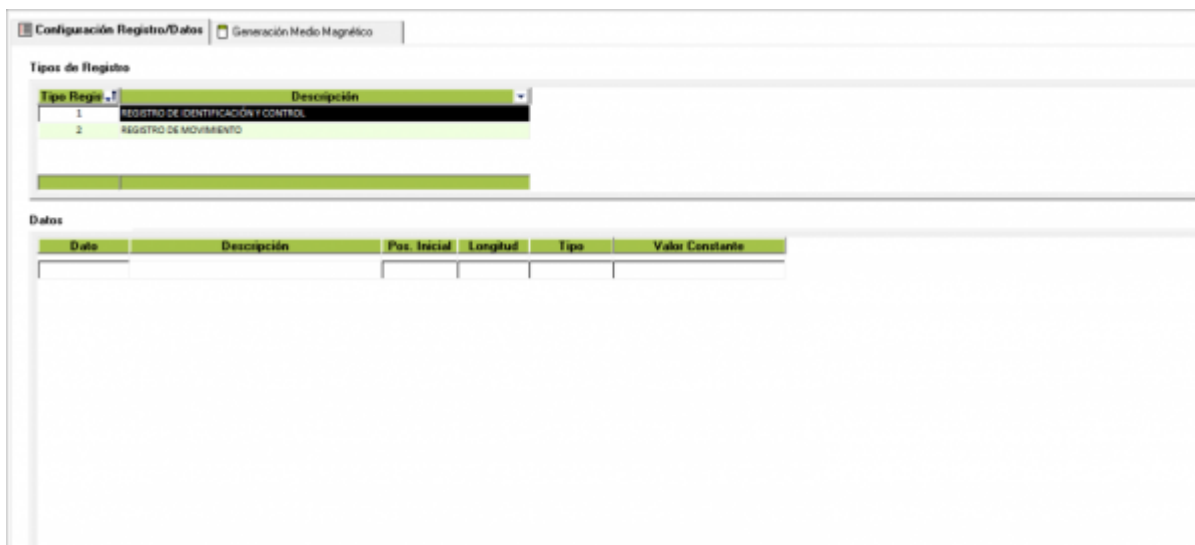 Configuración Registro/Datos Generación Medio Magnético
Tipos de Registro
Tipo Regis Descripción
1 REGISTRO DE IDENTIFICACIÓN Y CONTROL
2 REGISTRO DE MOVIMIENTO
Datos
Dato Descripción Pos. Inicial Longitud Tipo Valor Constante